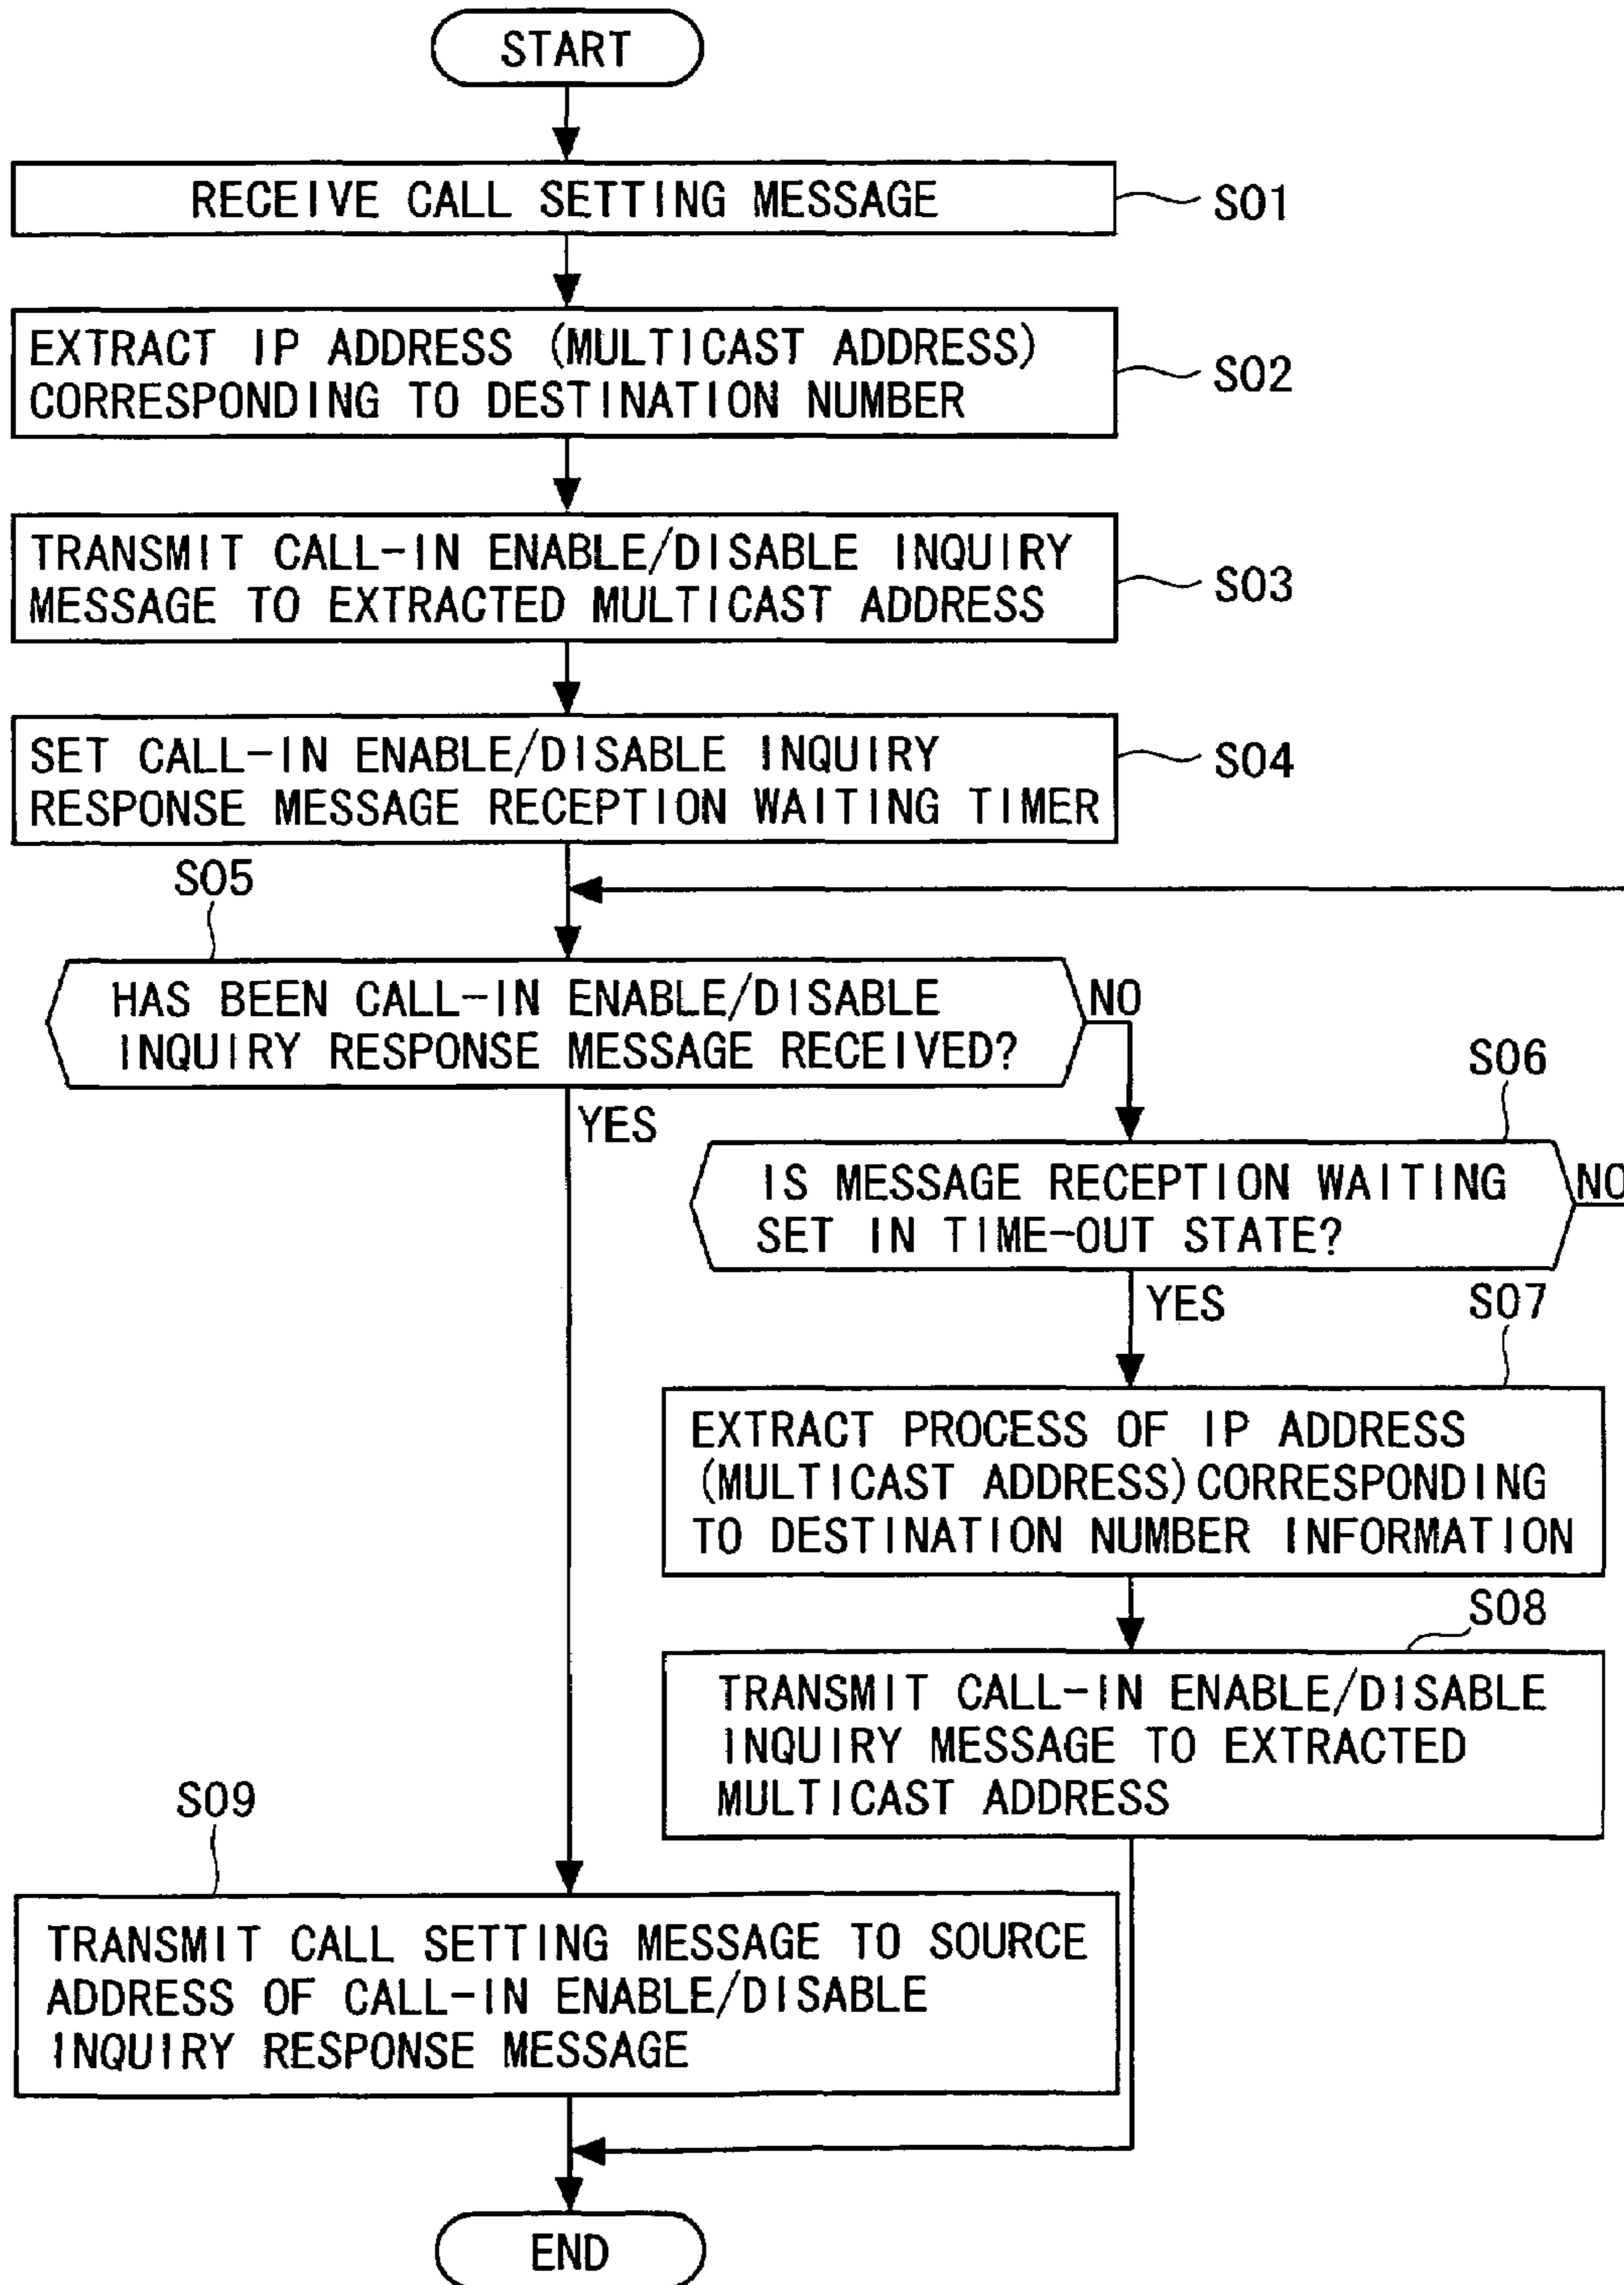 START
RECEIVE CALL SETTING MESSAGE
S01
EXTRACT IP ADDRESS (MULTICAST ADDRESS)
CORRESPONDING TO DESTINATION NUMBER
S02
TRANSMIT CALL-IN ENABLE/DISABLE INQUIRY
MESSAGE TO EXTRACTED MULTICAST ADDRESS
S03
SET CALL-IN ENABLE/DISABLE INQUIRY
RESPONSE MESSAGE RECEPTION WAITING TIMER
S04
S05
HAS BEEN CALL-IN ENABLE/DISABLE
INQUIRY RESPONSE MESSAGE RECEIVED?
NO
YES
S06
IS MESSAGE RECEPTION WAITING
SET IN TIME-OUT STATE?
NO
YES
S07
EXTRACT PROCESS OF IP ADDRESS
(MULTICAST ADDRESS)CORRESPONDING
TO DESTINATION NUMBER INFORMATION
S08
TRANSMIT CALL-IN ENABLE/DISABLE
INQUIRY MESSAGE TO EXTRACTED
MULTICAST ADDRESS
S09
TRANSMIT CALL SETTING MESSAGE TO SOURCE
ADDRESS OF CALL-IN ENABLE/DISABLE
INQUIRY RESPONSE MESSAGE
END